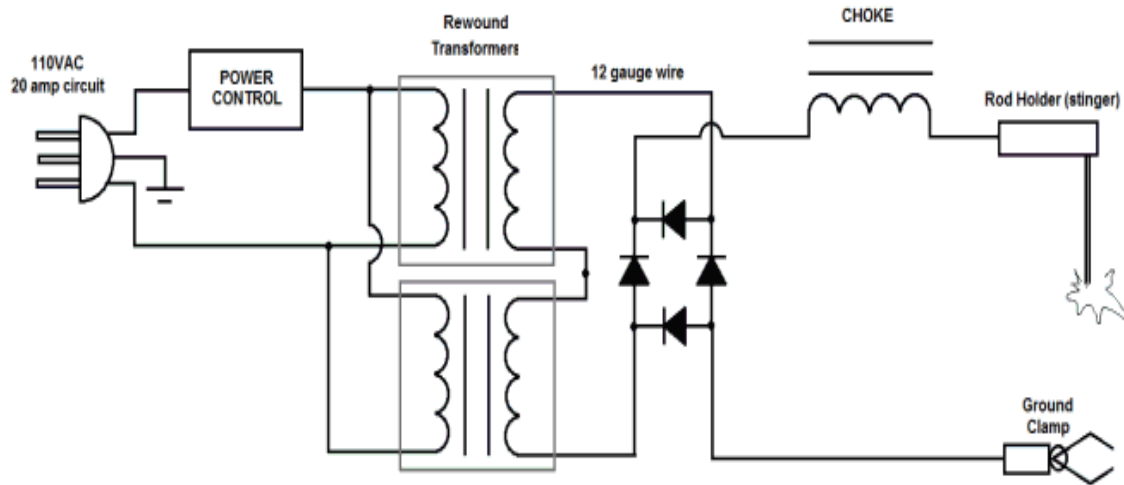 110VAC
20 amp circuit
POWER
CONTROL
Rewound
Transformers
12 gauge wire
CHOKE
Rod Holder (stinger)
Ground
Clamp